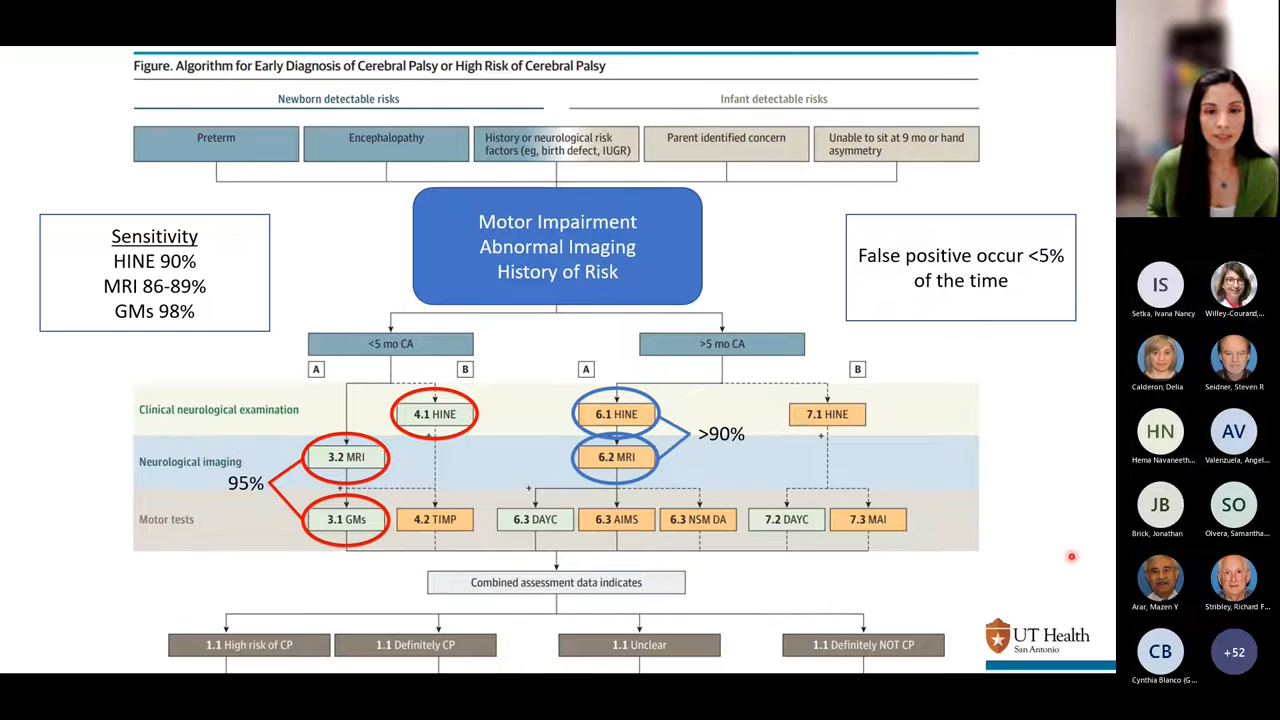 Figure. Algorithm for Early Diagnosis of Cerebral Palsy or High Risk of Cerebral Palsy
Newborn detectable risks
Infant detectable risks
Preterm
Encephalopathy
History or neurological risk
factors (eg, birth defect, IUGR)
Parent identified concern
Unable to sit at 9 mo or hand
asymmetry
Sensitivity
HINE 90%
MRI 86-89%
GMs 98%
Motor Impairment
Abnormal Imaging
History of Risk
False positive occur <5%
of the time
<5 mo CA
>5 mo CA
A
B
A
B
Clinical neurological examination
4.1 HINE
6.1 HINE
7.1 HINE
+
+
>90%
Neurological imaging
3.2 MRI
6.2 MRI
95%
+
+
Motor tests
3.1 GMs
4.2 TIMP
6.3 DAYC
6.3 AIMS
6.3 NSM DA
7.2 DAYC
7.3 MAI
Combined assessment data indicates
1.1 High risk of CP
1.1 Definitely CP
1.1 Unclear
1.1 Definitely NOT CP
UT Health
San Antonio
IS
Setka, Ivana Nancy
Willey-Courand,...
Calderon, Delia
Seidner, Steven R
HN
Hema Navaneeth...
AV
Valenzuela, Angel...
JB
Brick, Jonathan
SO
Olvera, Samantha...
Arar, Mazen Y
Stribley, Richard F...
CB
Cynthia Blanco (G...
+52